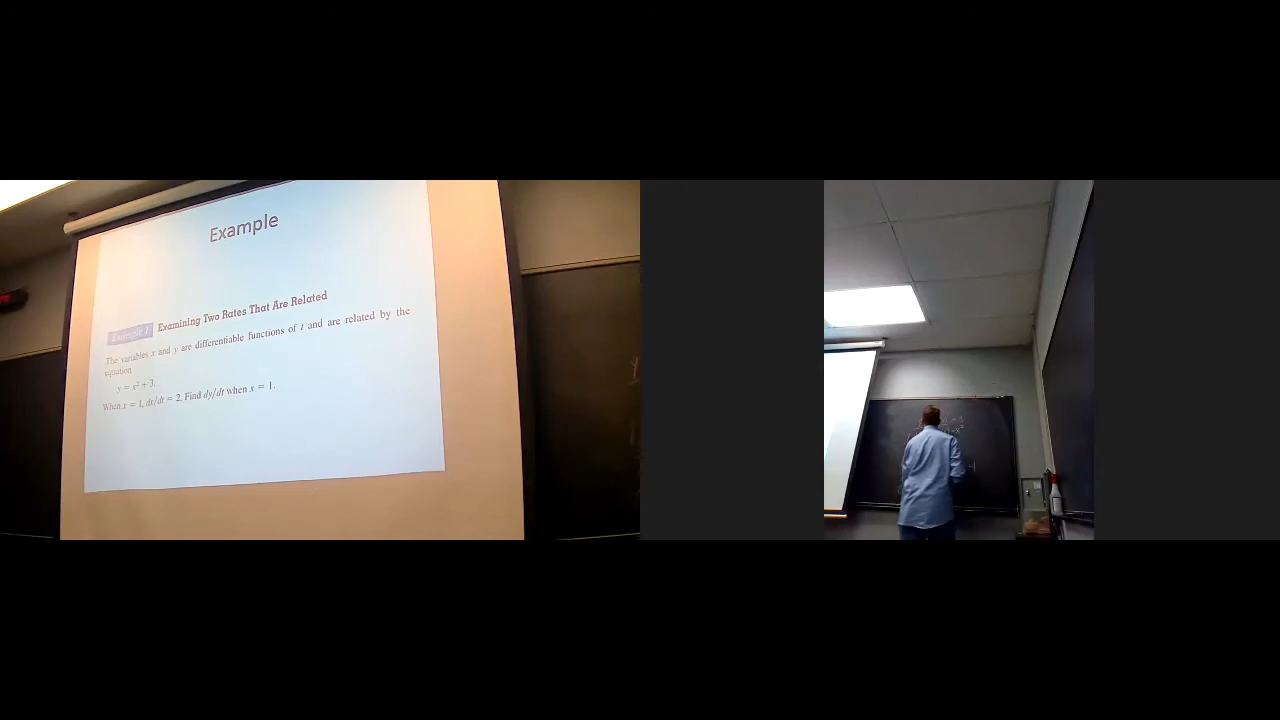 Example
Example 1 Examining Two Rates That Are Related
The variables x and y are differentiable functions of t and are related by the
equation
y = x² + 3.
When x = 1, dx/dt = 2. Find dy/dt when x = 1.